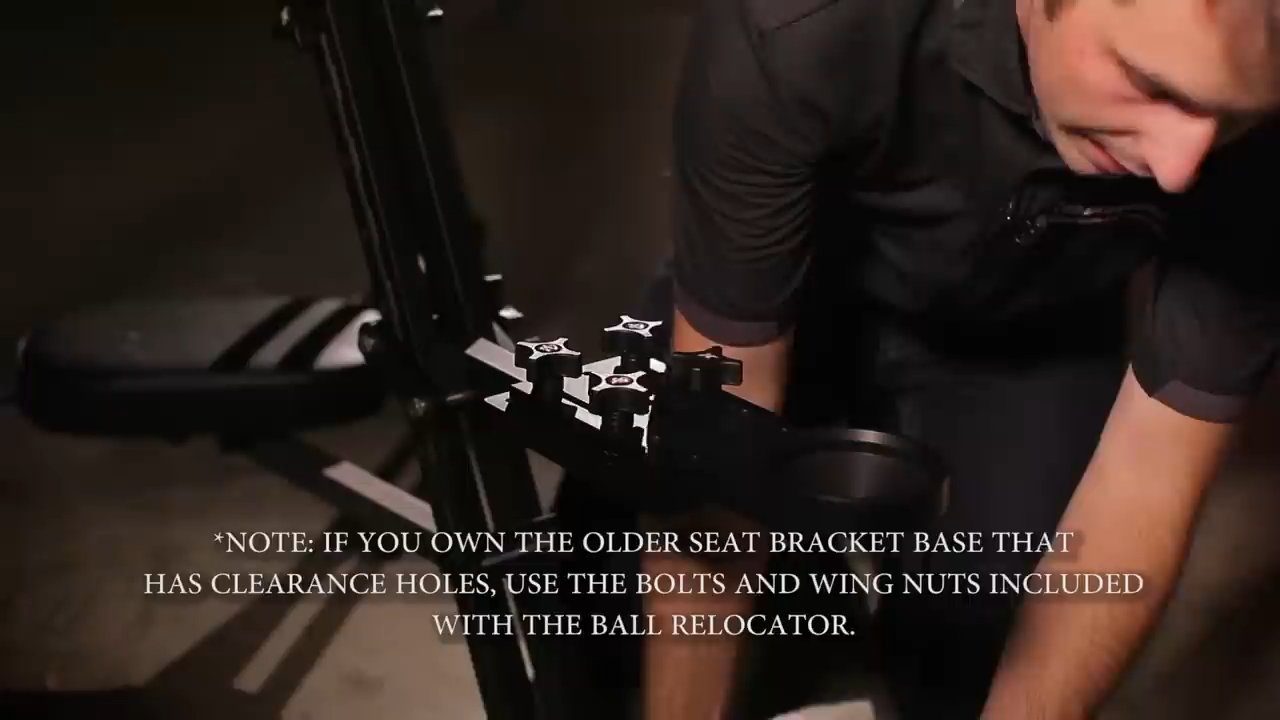 *NOTE: IF YOU OWN THE OLDER SEAT BRACKET BASE THAT
HAS CLEARANCE HOLES, USE THE BOLTS AND WING NUTS INCLUDED
WITH THE BALL RELOCATOR.